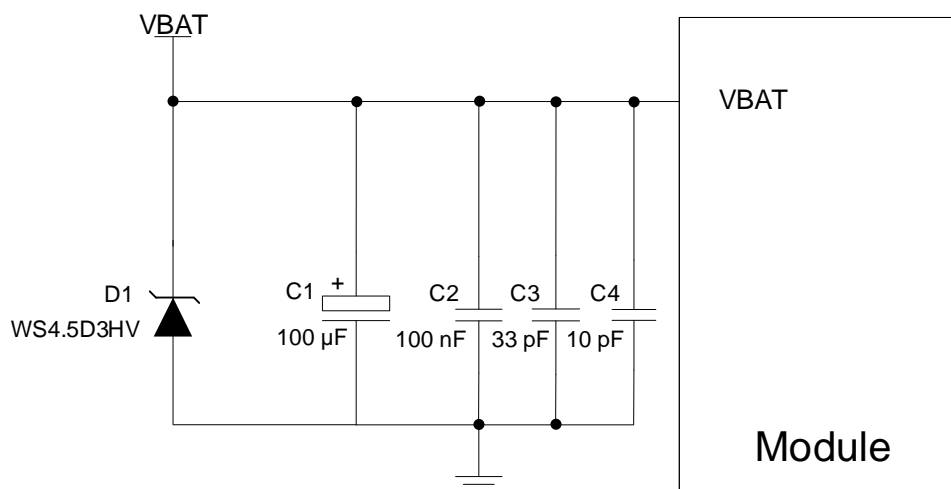 VBAT
VBAT
+
D1
C1
C2
C3
C4
WS4.5D3HV
100 µF
100 nF
33 pF
10 pF
Module